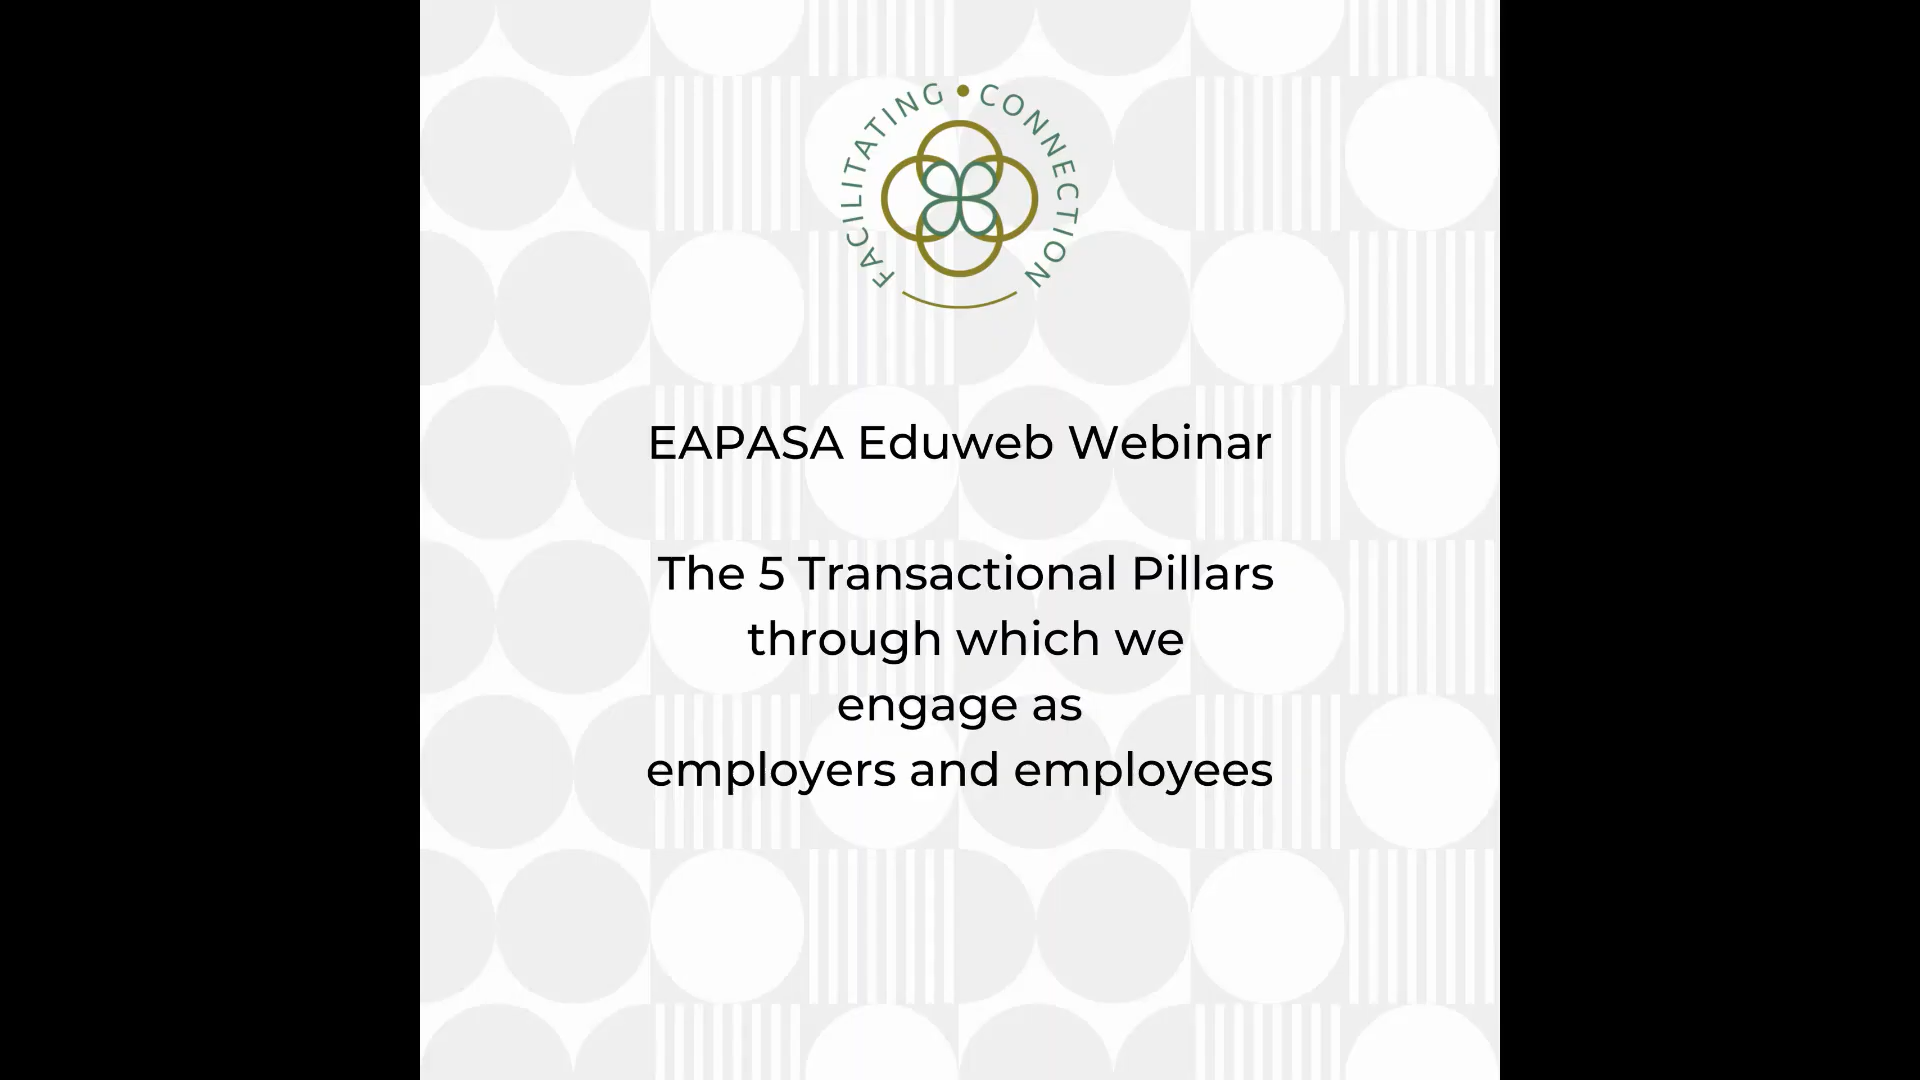 FACILITATING • CONNECTION
EAPASA Eduweb Webinar
The 5 Transactional Pillars
through which we
engage as
employers and employees